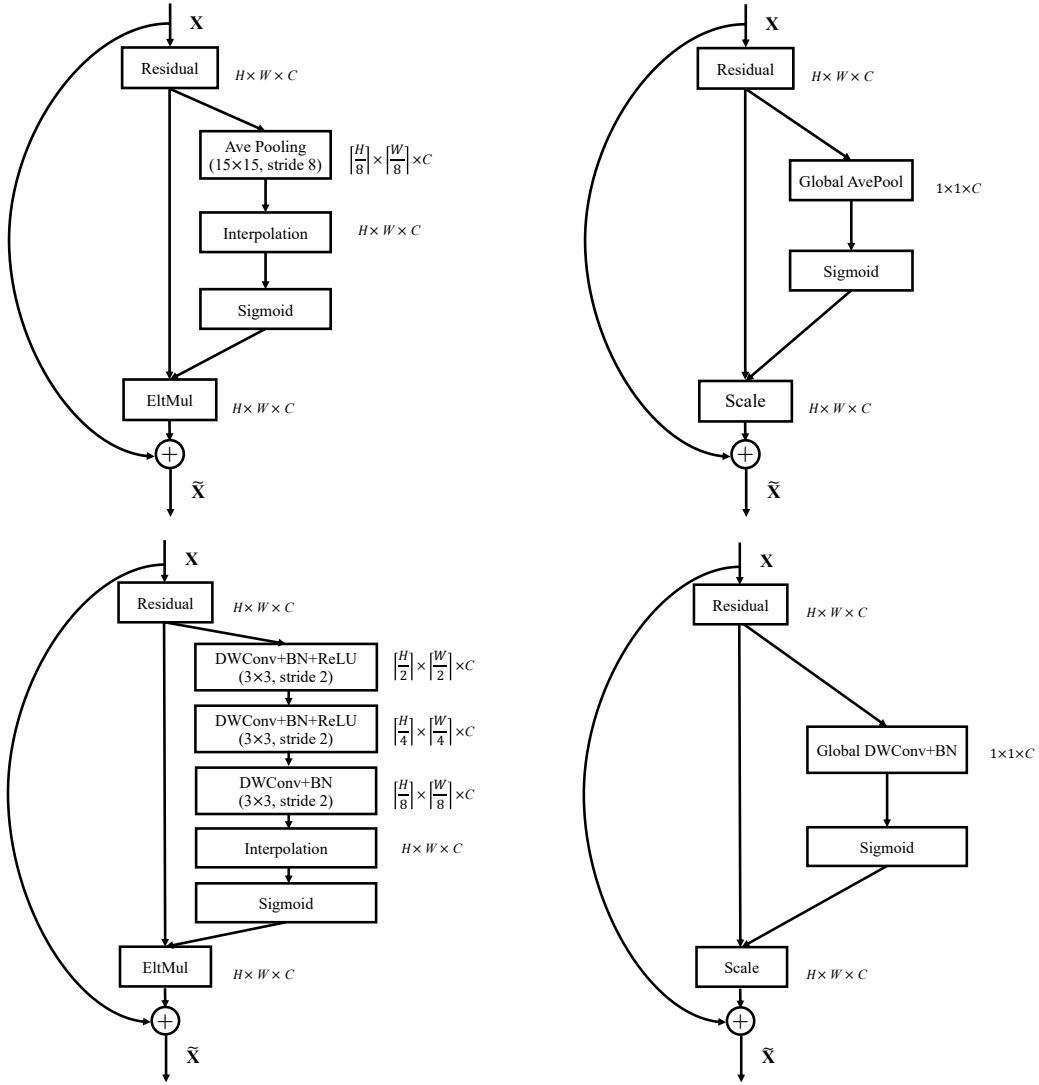 X
Residual
H× W × C
Ave Pooling
(15×15, stride 8)
⌈H/8⌉ × ⌈W/8⌉ ×C
Interpolation
H× W × C
Sigmoid
EltMul
H× W × C
+
X̃
X
Residual
H× W × C
Global AvePool
1×1×C
Sigmoid
Scale
H× W × C
+
X̃
X
Residual
H× W × C
DWConv+BN+ReLU
(3×3, stride 2)
⌈H/2⌉ × ⌈W/2⌉ ×C
DWConv+BN+ReLU
(3×3, stride 2)
⌈H/4⌉ × ⌈W/4⌉ ×C
DWConv+BN
(3×3, stride 2)
⌈H/8⌉ × ⌈W/8⌉ ×C
Interpolation
H× W × C
Sigmoid
EltMul
H× W × C
+
X̃
X
Residual
H× W × C
Global DWConv+BN
1×1×C
Sigmoid
Scale
H× W × C
+
X̃